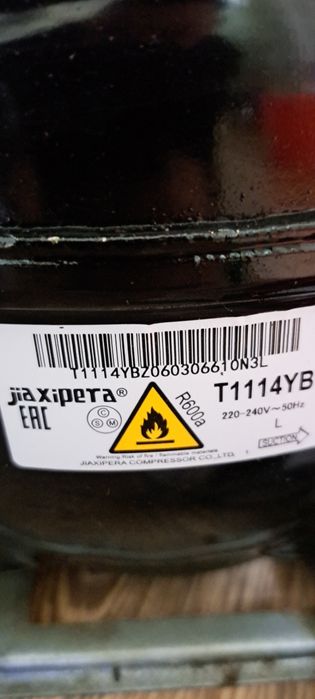 T1114YBZ060306610N3L
jiaxipera®
T1114YB
EAC
C S M
R600a
220-240V~50Hz
L
SUCTION
Warning Risk of fire / flammable materials
JIAXIPERA COMPRESSOR CO.,LTD.